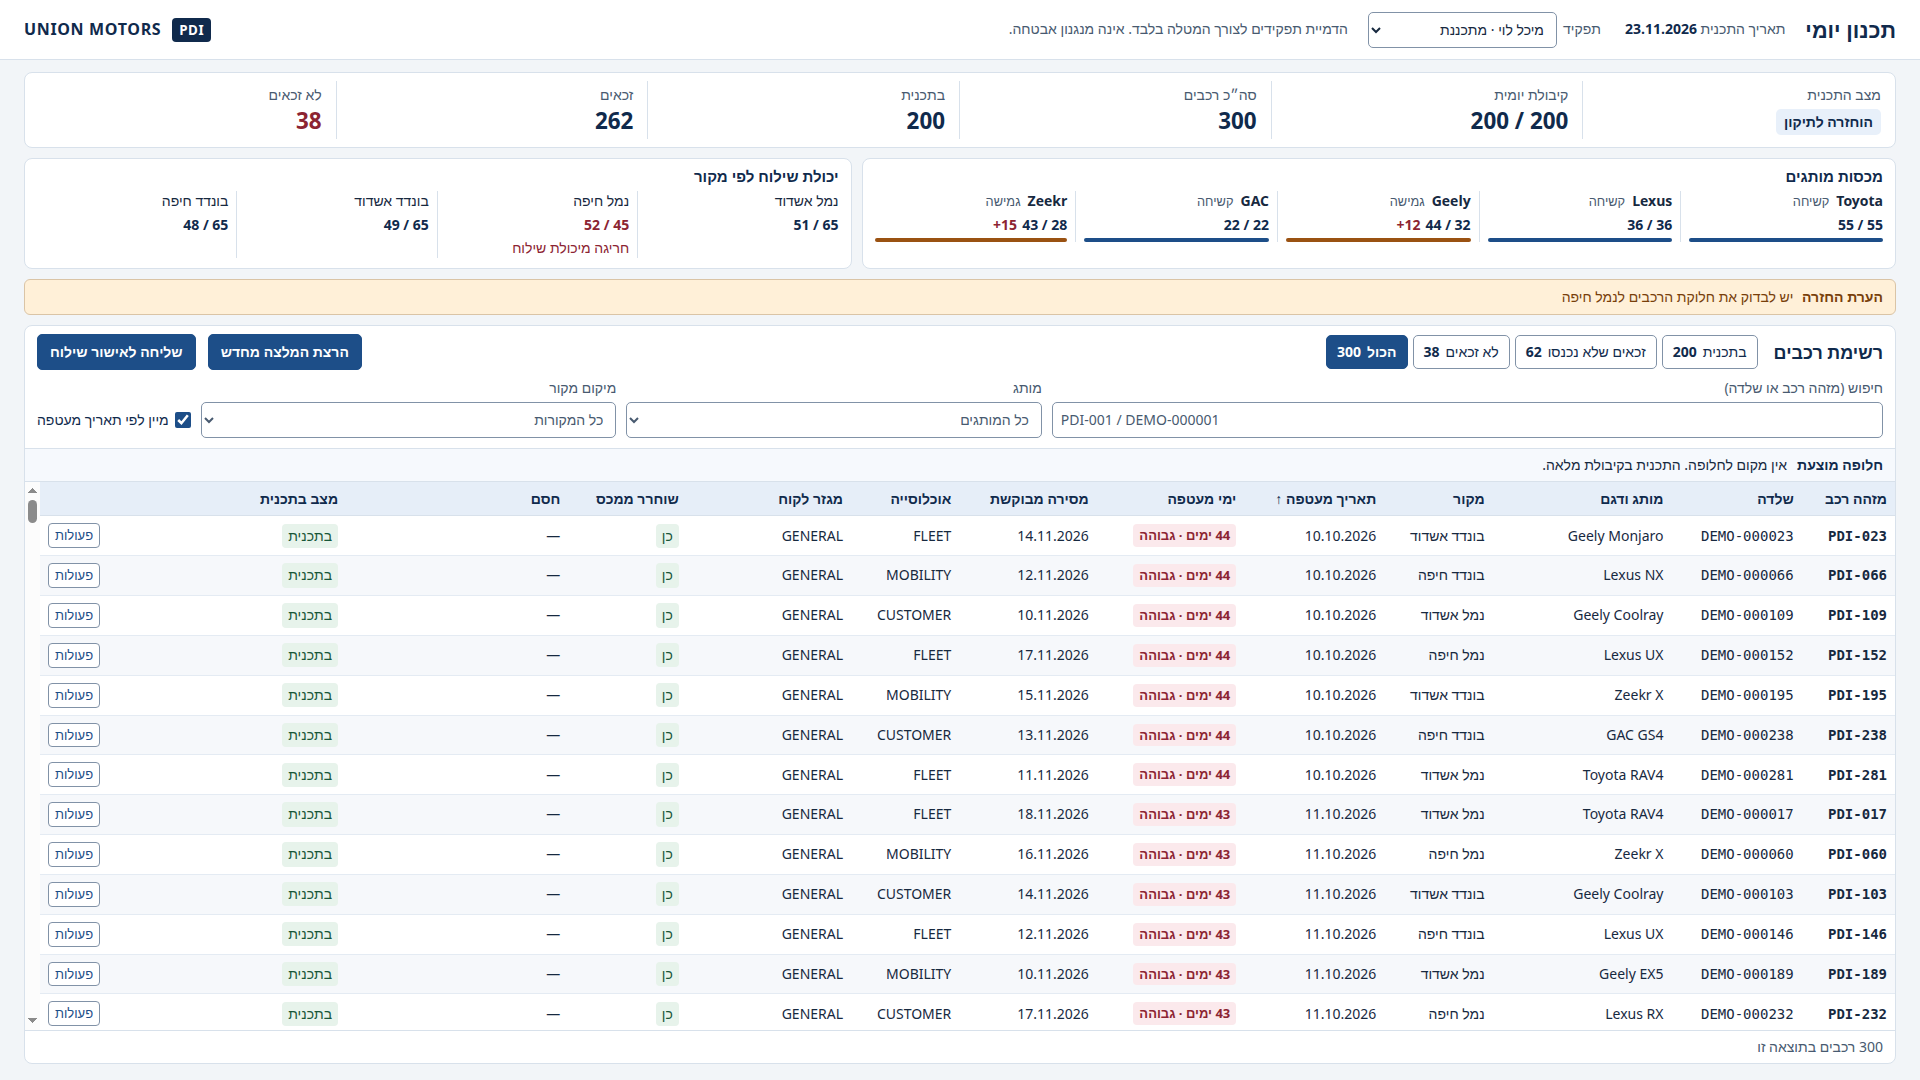 תכנון יומי תאריך התכנית 23.11.2026 תפקיד מיכל לוי · מתכננת הדמיית תפקידים לצורך המטלה בלבד. אינה מנגנון אבטחה. PDI UNION MOTORS
מצב התכנית קיבולת יומית סה״כ רכבים בתכנית זכאים לא זכאים
הוחזרה לתיקון 200 / 200 300 200 262 38
מכסות מותגים
Toyota קשיחה Lexus קשיחה Geely גמישה GAC קשיחה Zeekr גמישה
55 / 55 36 / 36 44 / 32 +12 22 / 22 43 / 28 +15
יכולת שילוח לפי מקור
נמל אשדוד נמל חיפה בונדד אשדוד בונדד חיפה
51 / 65 52 / 45 49 / 65 48 / 65
חריגה מיכולת שילוח
הערת החזרה יש לבדוק את חלוקת הרכבים לנמל חיפה
רשימת רכבים בתכנית 200 זכאים שלא נכנסו 62 לא זכאים 38 הכול 300 הרצת המלצה מחדש שליחה לאישור שילוח
חיפוש (מזהה רכב או שלדה) מותג מיקום מקור
PDI-001 / DEMO-000001 כל המותגים כל המקורות מיין לפי תאריך מעטפה
חלופה מוצעת אין מקום לחלופה. התכנית בקיבולת מלאה.
מזהה רכב שלדה מותג ודגם מקור תאריך מעטפה ↑ ימי מעטפה מסירה מבוקשת אוכלוסייה מגזר לקוח שוחרר ממכס חסם מצב בתכנית
PDI-023 DEMO-000023 Geely Monjaro בונדד אשדוד 10.10.2026 44 ימים · גבוהה 14.11.2026 FLEET GENERAL כן — בתכנית פעולות
PDI-066 DEMO-000066 Lexus NX בונדד חיפה 10.10.2026 44 ימים · גבוהה 12.11.2026 MOBILITY GENERAL כן — בתכנית פעולות
PDI-109 DEMO-000109 Geely Coolray נמל אשדוד 10.10.2026 44 ימים · גבוהה 10.11.2026 CUSTOMER GENERAL כן — בתכנית פעולות
PDI-152 DEMO-000152 Lexus UX נמל חיפה 10.10.2026 44 ימים · גבוהה 17.11.2026 FLEET GENERAL כן — בתכנית פעולות
PDI-195 DEMO-000195 Zeekr X בונדד אשדוד 10.10.2026 44 ימים · גבוהה 15.11.2026 MOBILITY GENERAL כן — בתכנית פעולות
PDI-238 DEMO-000238 GAC GS4 בונדד חיפה 10.10.2026 44 ימים · גבוהה 13.11.2026 CUSTOMER GENERAL כן — בתכנית פעולות
PDI-281 DEMO-000281 Toyota RAV4 נמל אשדוד 10.10.2026 44 ימים · גבוהה 11.11.2026 FLEET GENERAL כן — בתכנית פעולות
PDI-017 DEMO-000017 Toyota RAV4 נמל אשדוד 11.10.2026 43 ימים · גבוהה 18.11.2026 FLEET GENERAL כן — בתכנית פעולות
PDI-060 DEMO-000060 Zeekr X נמל חיפה 11.10.2026 43 ימים · גבוהה 16.11.2026 MOBILITY GENERAL כן — בתכנית פעולות
PDI-103 DEMO-000103 Geely Coolray בונדד אשדוד 11.10.2026 43 ימים · גבוהה 14.11.2026 CUSTOMER GENERAL כן — בתכנית פעולות
PDI-146 DEMO-000146 Lexus UX בונדד חיפה 11.10.2026 43 ימים · גבוהה 12.11.2026 FLEET GENERAL כן — בתכנית פעולות
PDI-189 DEMO-000189 Geely EX5 נמל אשדוד 11.10.2026 43 ימים · גבוהה 10.11.2026 MOBILITY GENERAL כן — בתכנית פעולות
PDI-232 DEMO-000232 Lexus RX נמל חיפה 11.10.2026 43 ימים · גבוהה 17.11.2026 CUSTOMER GENERAL כן — בתכנית פעולות
300 רכבים בתוצאה זו